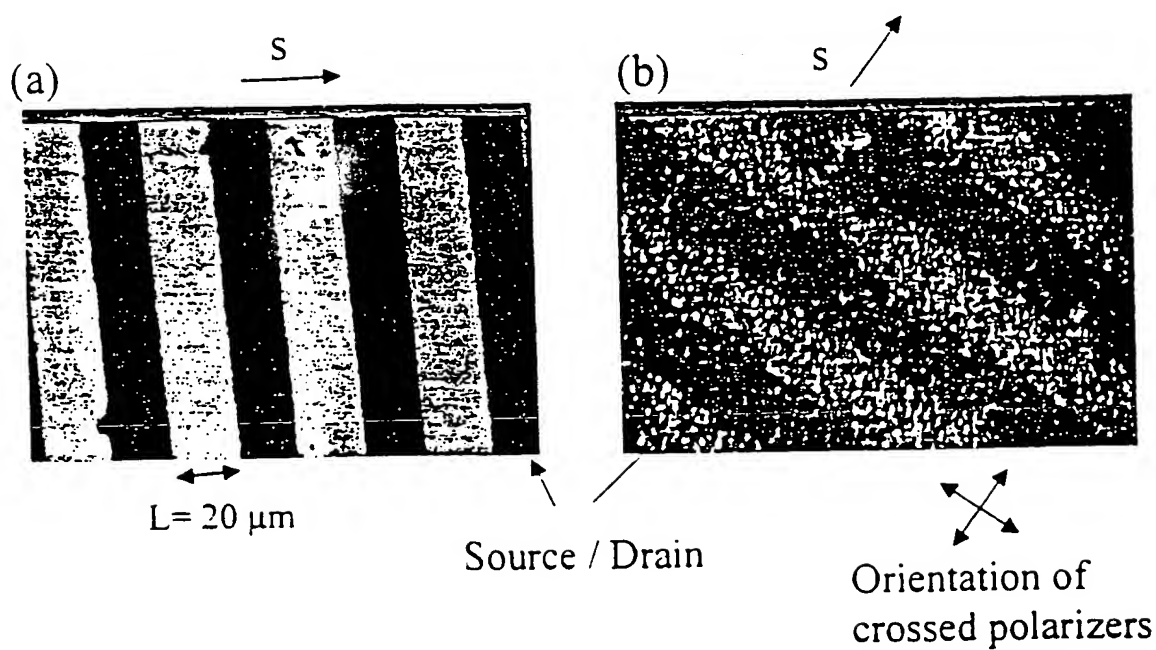 (a)
S
(b)
S
L= 20 μm
Source / Drain
Orientation of
crossed polarizers